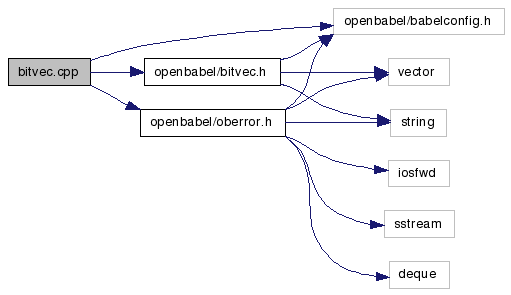 openbabel/babelconfig.h
bitvec.cpp
openbabel/bitvec.h
vector
openbabel/oberror.h
string
iosfwd
sstream
deque